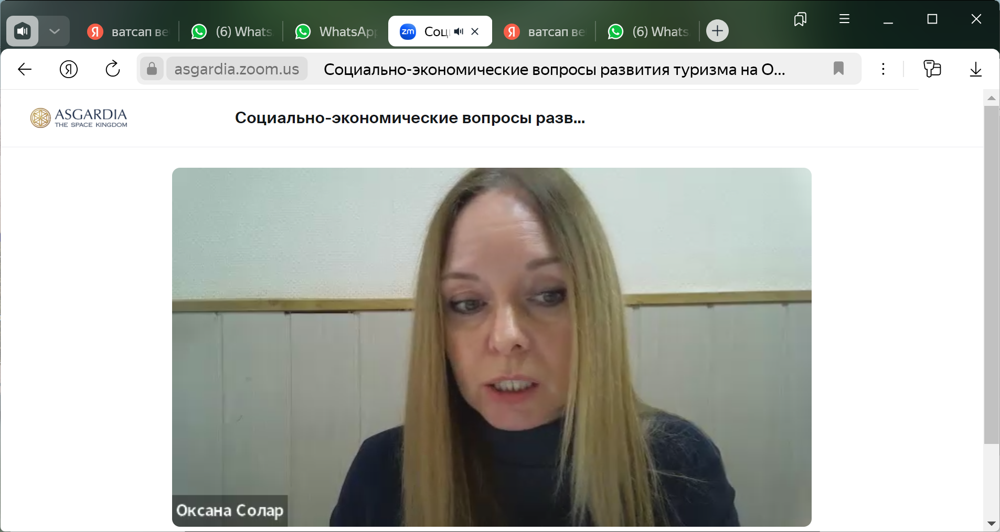 ватсап ве
(6) Whats
WhatsApp
zm
Соц
ватсап ве
(6) Whats
asgardia.zoom.us
Социально-экономические вопросы развития туризма на О...
ASGARDIA
THE SPACE KINGDOM
Социально-экономические вопросы разв...
Оксана Солар